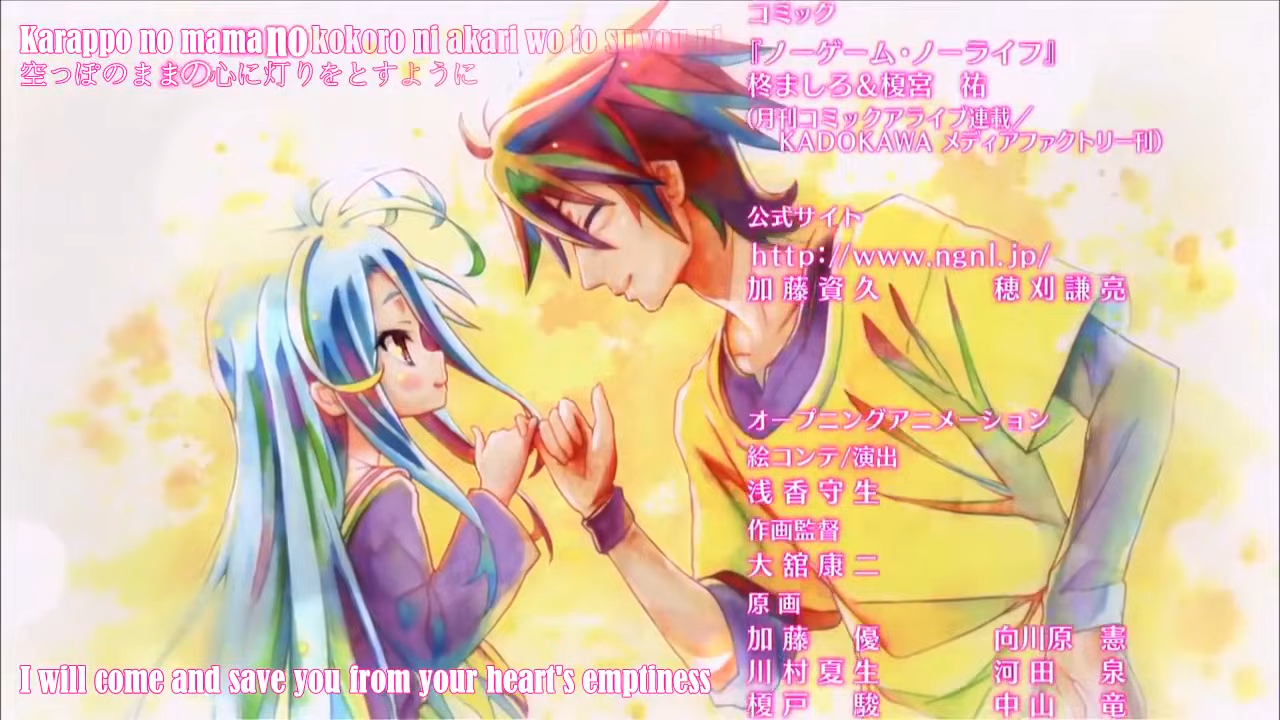 Karappo no mama no kokoro ni akari wo to su you ni
空っぽのままの心に灯りをとすように
コミック
『ノーゲーム・ノーライフ』
柊ましろ&榎宮 祐
(月刊コミックアライブ連載／
KADOKAWA メディアファクトリー刊)
公式サイト
http://www.ngnl.jp/
加藤資久 穂刈謙亮
オープニングアニメーション
絵コンテ/演出
浅香守生
作画監督
大舘康二
原画
加藤 優 向川原 憲
川村夏生 河田 泉
榎戸 駿 中山 竜
I will come and save you from your heart's emptiness